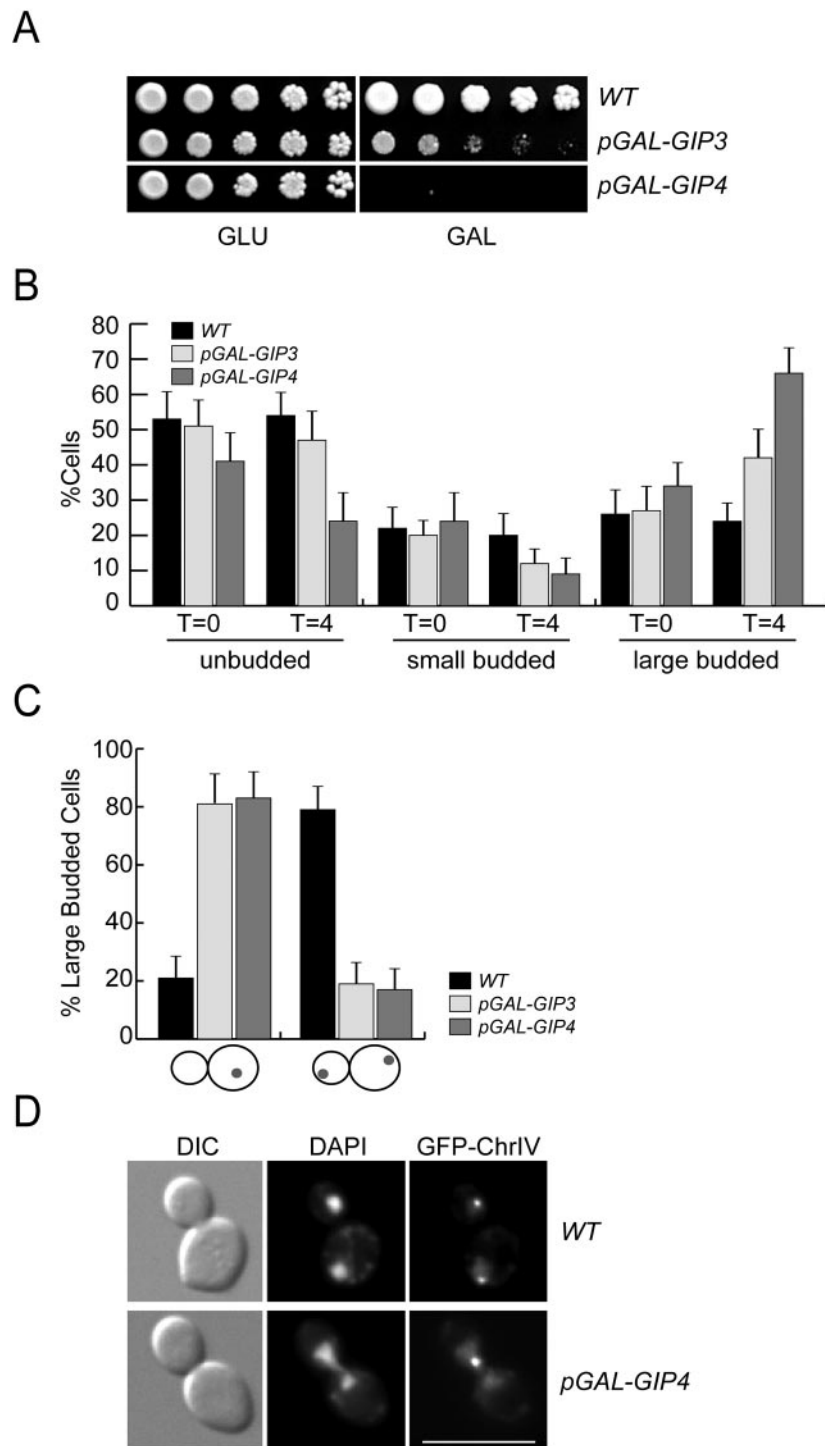 A
WT
pGAL-GIP3
pGAL-GIP4
GLU GAL
B
80
70
60
50
40
30
20
10
0
%Cells
WT
pGAL-GIP3
pGAL-GIP4
T=0 T=4 T=0 T=4 T=0 T=4
unbudded small budded large budded
C
100
80
60
40
20
0
% Large Budded Cells
WT
pGAL-GIP3
pGAL-GIP4
D
DIC DAPI GFP-ChrIV
WT
pGAL-GIP4